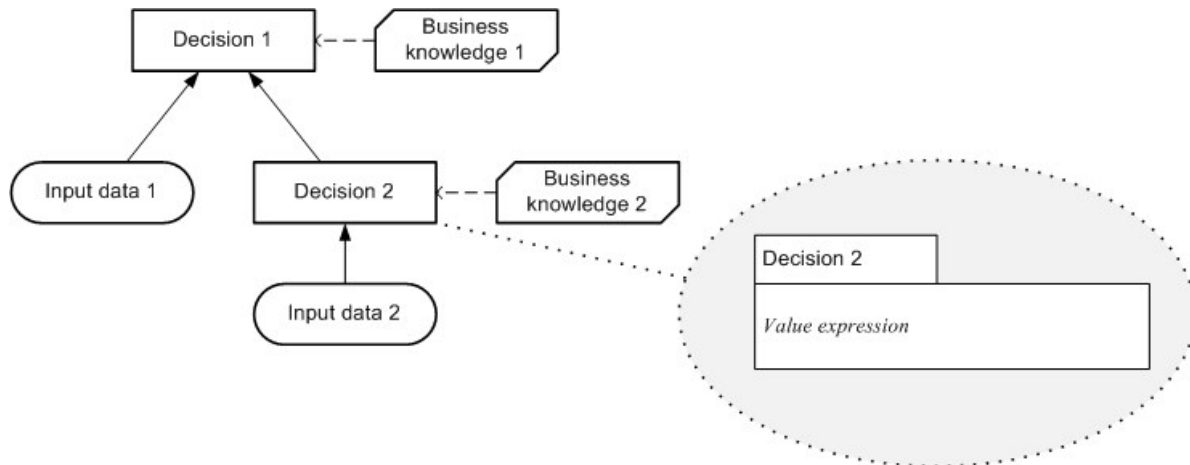 Decision 1
Business
knowledge 1
Input data 1
Decision 2
Business
knowledge 2
Input data 2
Decision 2
Value expression